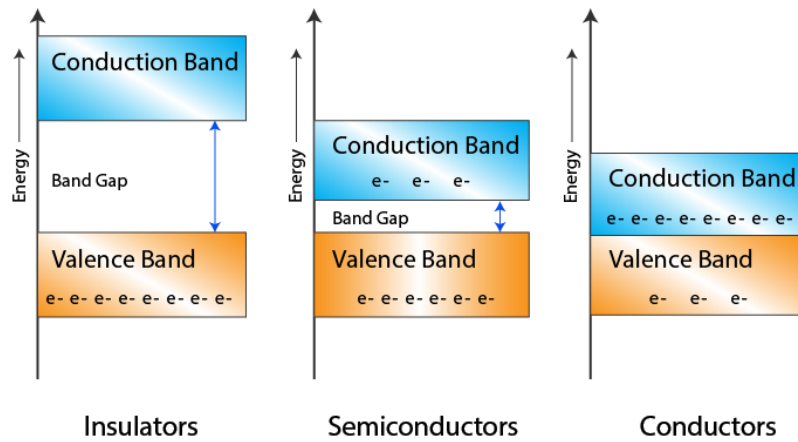 Energy
Conduction Band
Band Gap
Valence Band
e- e- e- e- e- e- e- e-
Insulators
Energy
Conduction Band
e- e- e-
Band Gap
Valence Band
e- e- e- e- e- e-
Semiconductors
Energy
Conduction Band
e- e- e- e- e- e- e- e-
Valence Band
e- e- e-
Conductors